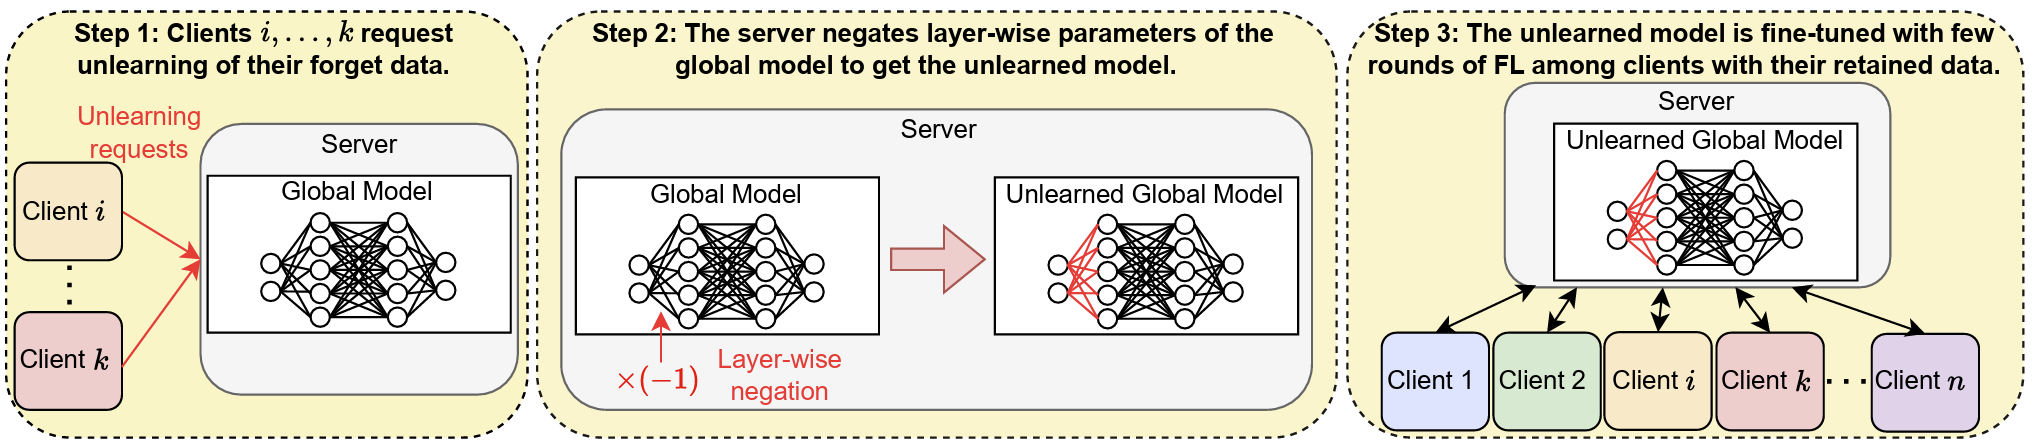 Step 1: Clients i, . . . , k request
unlearning of their forget data.
Unlearning
requests
Server
Global Model
Client i
Client k
Step 2: The server negates layer-wise parameters of the
global model to get the unlearned model.
Server
Global Model
Unlearned Global Model
×(−1)
Layer-wise
negation
Step 3: The unlearned model is fine-tuned with few
rounds of FL among clients with their retained data.
Server
Unlearned Global Model
Client 1
Client 2
Client i
Client k
Client n